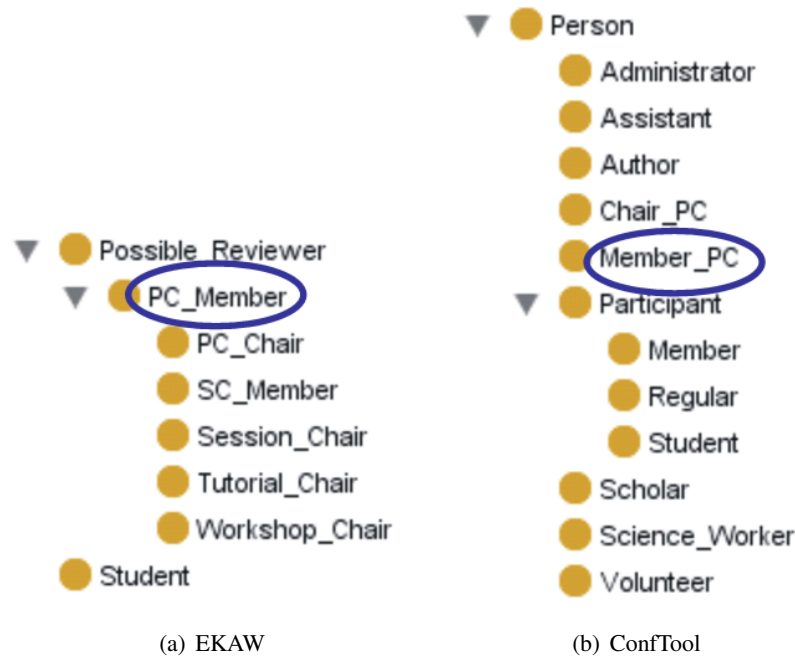 Possible_Reviewer
PC_Member
PC_Chair
SC_Member
Session_Chair
Tutorial_Chair
Workshop_Chair
Student
(a) EKAW
Person
Administrator
Assistant
Author
Chair_PC
Member_PC
Participant
Member
Regular
Student
Scholar
Science_Worker
Volunteer
(b) ConfTool